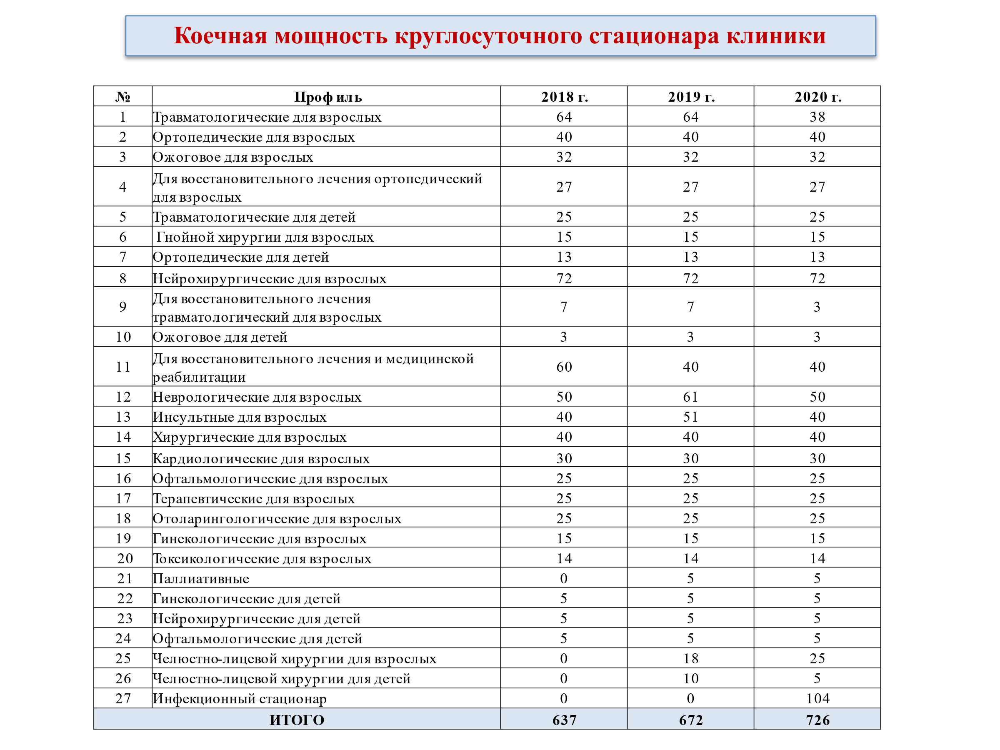 Коечная мощность круглосуточного стационара клиники
№ Профиль 2018 г. 2019 г. 2020 г.
1 Травматологические для взрослых 64 64 38
2 Ортопедические для взрослых 40 40 40
3 Ожоговое для взрослых 32 32 32
4 Для восстановительного лечения ортопедический
для взрослых 27 27 27
5 Травматологические для детей 25 25 25
6 Гнойной хирургии для взрослых 15 15 15
7 Ортопедические для детей 13 13 13
8 Нейрохирургические для взрослых 72 72 72
9 Для восстановительного лечения
травматологический для взрослых 7 7 3
10 Ожоговое для детей 3 3 3
11 Для восстановительного лечения и медицинской
реабилитации 60 40 40
12 Неврологические для взрослых 50 61 50
13 Инсультные для взрослых 40 51 40
14 Хирургические для взрослых 40 40 40
15 Кардиологические для взрослых 30 30 30
16 Офтальмологические для взрослых 25 25 25
17 Терапевтические для взрослых 25 25 25
18 Отоларингологические для взрослых 25 25 25
19 Гинекологические для взрослых 15 15 15
20 Токсикологические для взрослых 14 14 14
21 Паллиативные 0 5 5
22 Гинекологические для детей 5 5 5
23 Нейрохирургические для детей 5 5 5
24 Офтальмологические для детей 5 5 5
25 Челюстно-лицевой хирургии для взрослых 0 18 25
26 Челюстно-лицевой хирургии для детей 0 10 5
27 Инфекционный стационар 0 0 104
ИТОГО 637 672 726